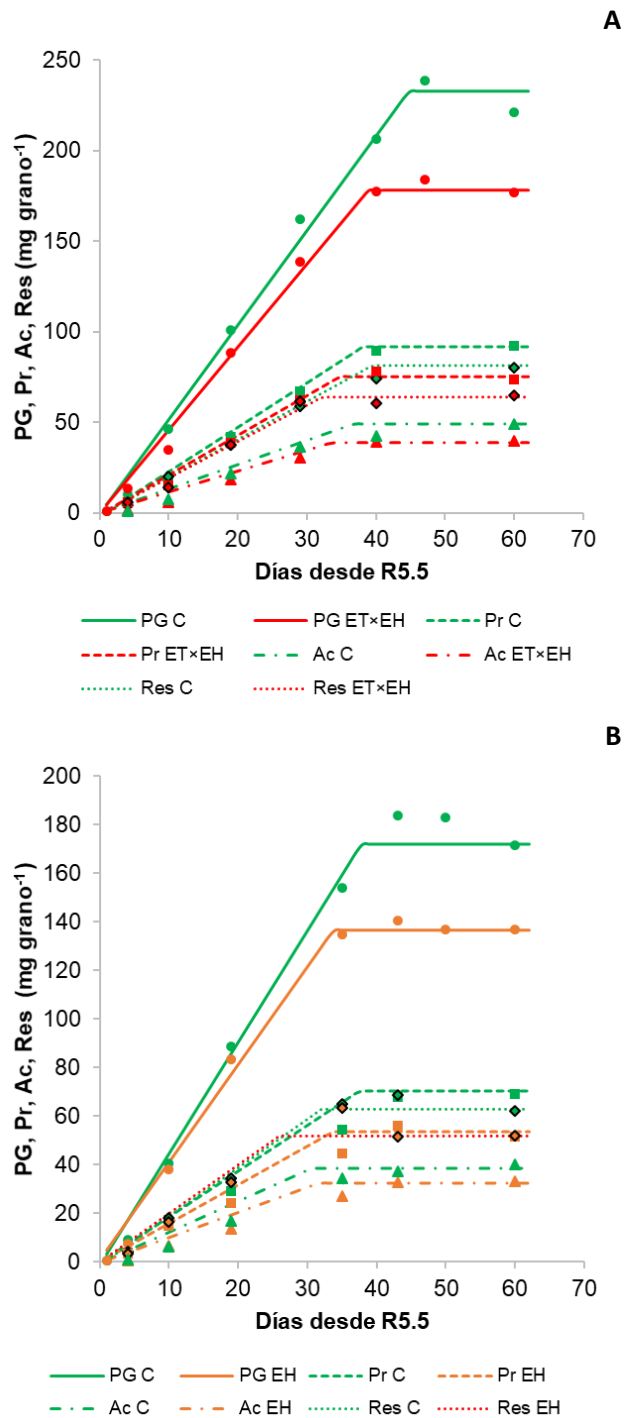 A
250
200
150
100
50
0
PG, Pr, Ac, Res (mg grano⁻¹)
0 10 20 30 40 50 60 70
Días desde R5.5
PG C PG ET×EH Pr C
Pr ET×EH Ac C Ac ET×EH
Res C Res ET×EH
B
200
180
160
140
120
100
80
60
40
20
0
PG, Pr, Ac, Res (mg grano⁻¹)
0 10 20 30 40 50 60 70
Días desde R5.5
PG C PG EH Pr C Pr EH
Ac C Ac EH Res C Res EH